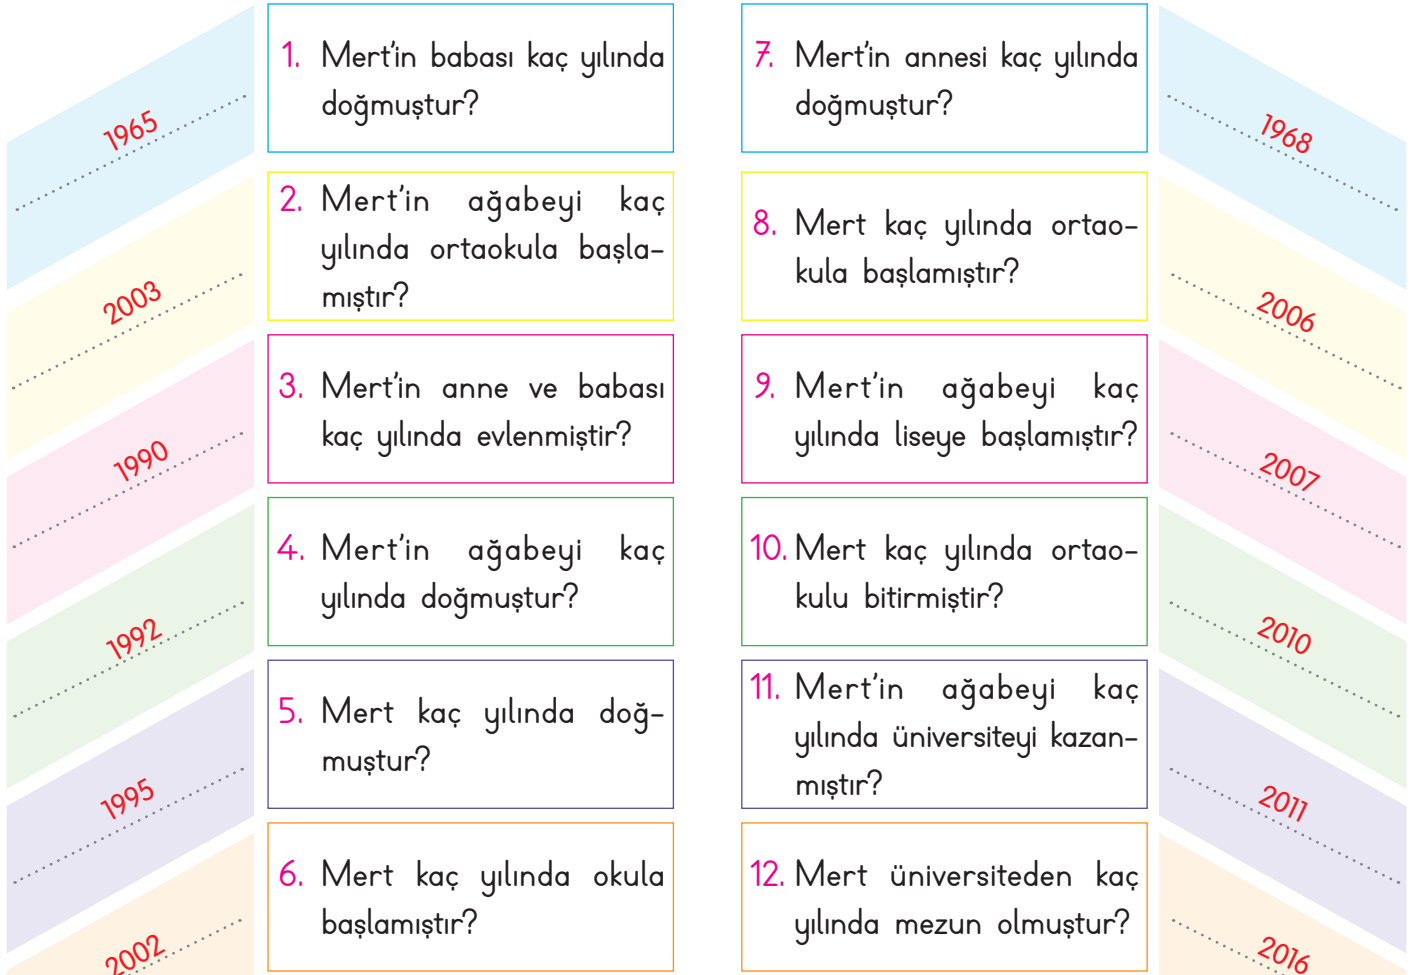 1965
1. Mert'in babası kaç yılında
doğmuştur?
2003
2. Mert'in ağabeyi kaç
yılında ortaokula başla-
mıştır?
1990
3. Mert'in anne ve babası
kaç yılında evlenmiştir?
1992
4. Mert'in ağabeyi kaç
yılında doğmuştur?
1995
5. Mert kaç yılında doğ-
muştur?
2002
6. Mert kaç yılında okula
başlamıştır?
7. Mert'in annesi kaç yılında
doğmuştur?
1968
8. Mert kaç yılında ortao-
kula başlamıştır?
2006
9. Mert'in ağabeyi kaç
yılında liseye başlamıştır?
2007
10. Mert kaç yılında ortao-
kulu bitirmiştir?
2010
11. Mert'in ağabeyi kaç
yılında üniversiteyi kazan-
mıştır?
2011
12. Mert üniversiteden kaç
yılında mezun olmuştur?
2016